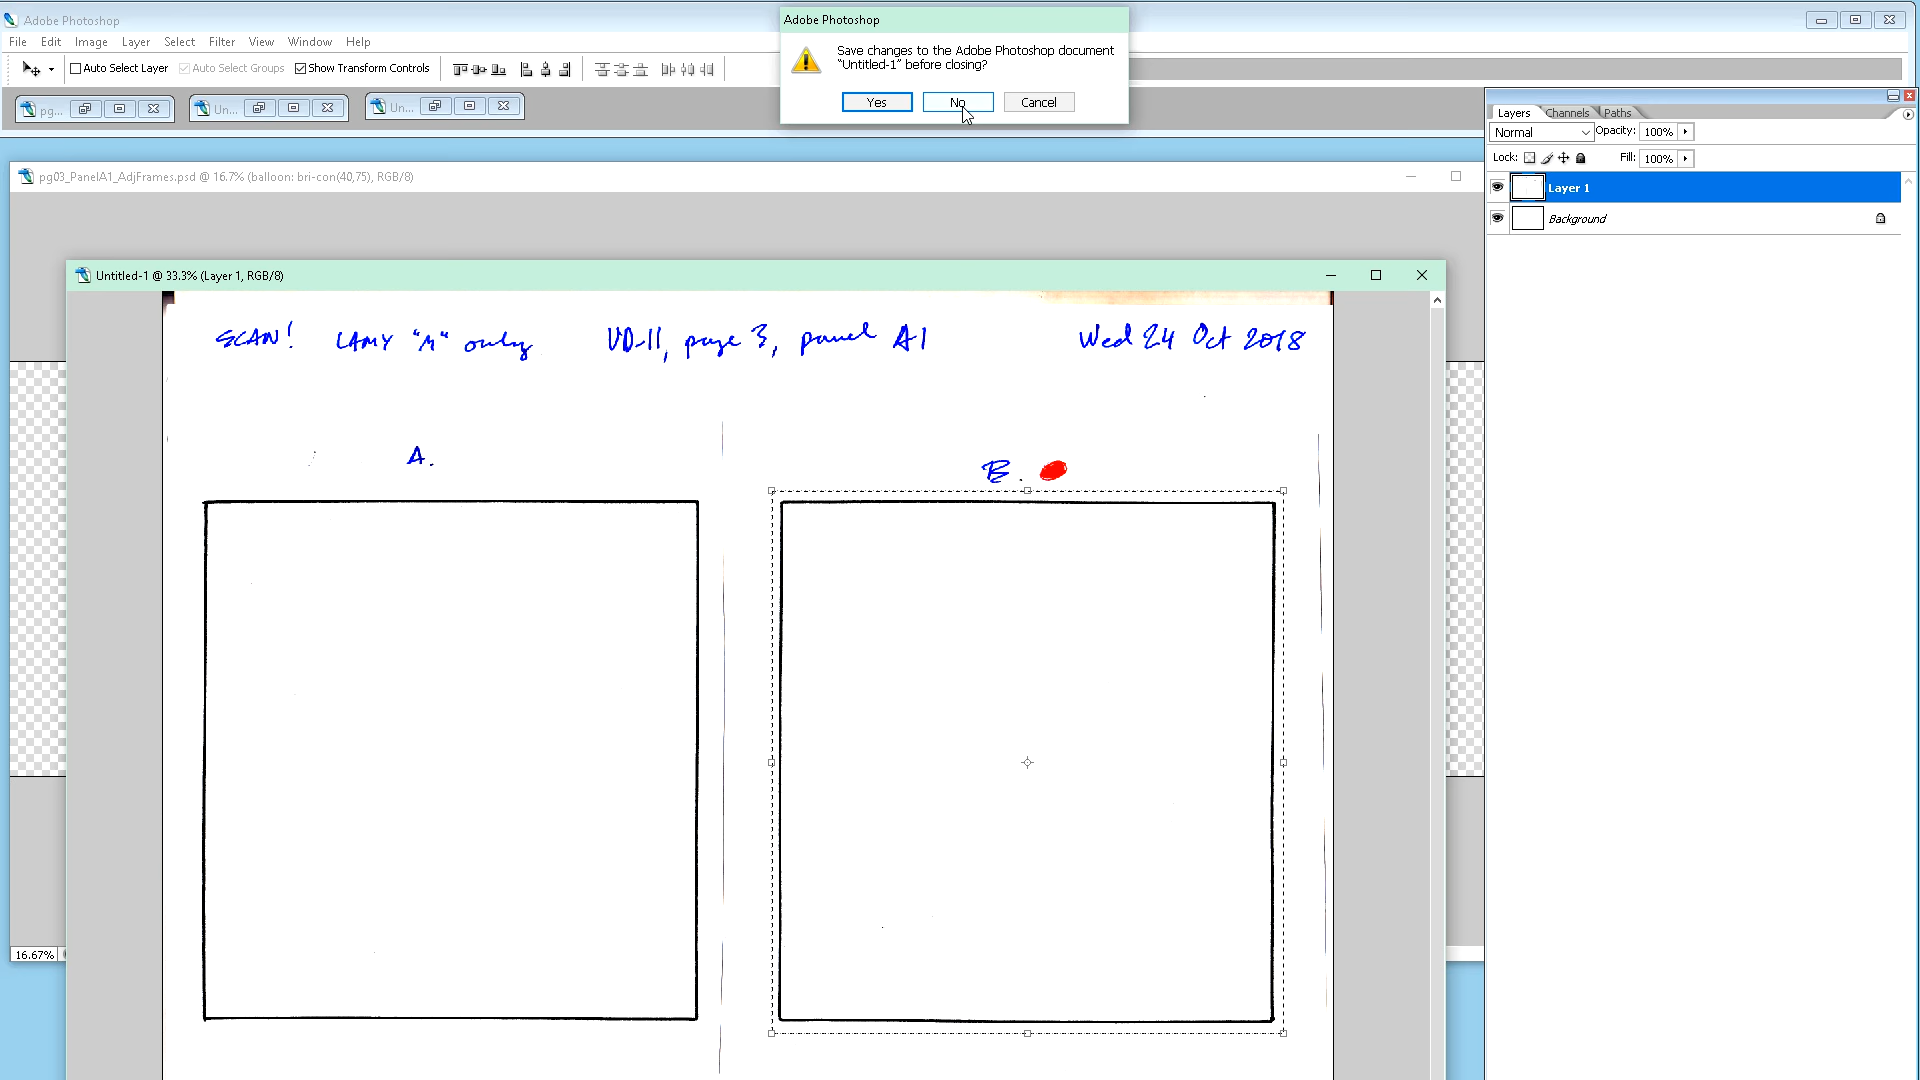 Adobe Photoshop
File Edit Image Layer Select Filter View Window Help
Auto Select Layer Auto Select Groups Show Transform Controls
pg... Un... Un...
Adobe Photoshop
Save changes to the Adobe Photoshop document
“Untitled-1” before closing?
Yes No Cancel
Layers Channels Paths
Normal Opacity: 100%
Lock: Fill: 100%
Layer 1
Background
pg03_PanelA1_AdjFrames.psd @ 16.7% (balloon: bri-con(40,75), RGB/8)
Untitled-1 @ 33.3% (Layer 1, RGB/8)
SCAN! LAMY "M" only VD-11, page 3, panel A1 Wed 24 Oct 2018
A.
B.
16.67%